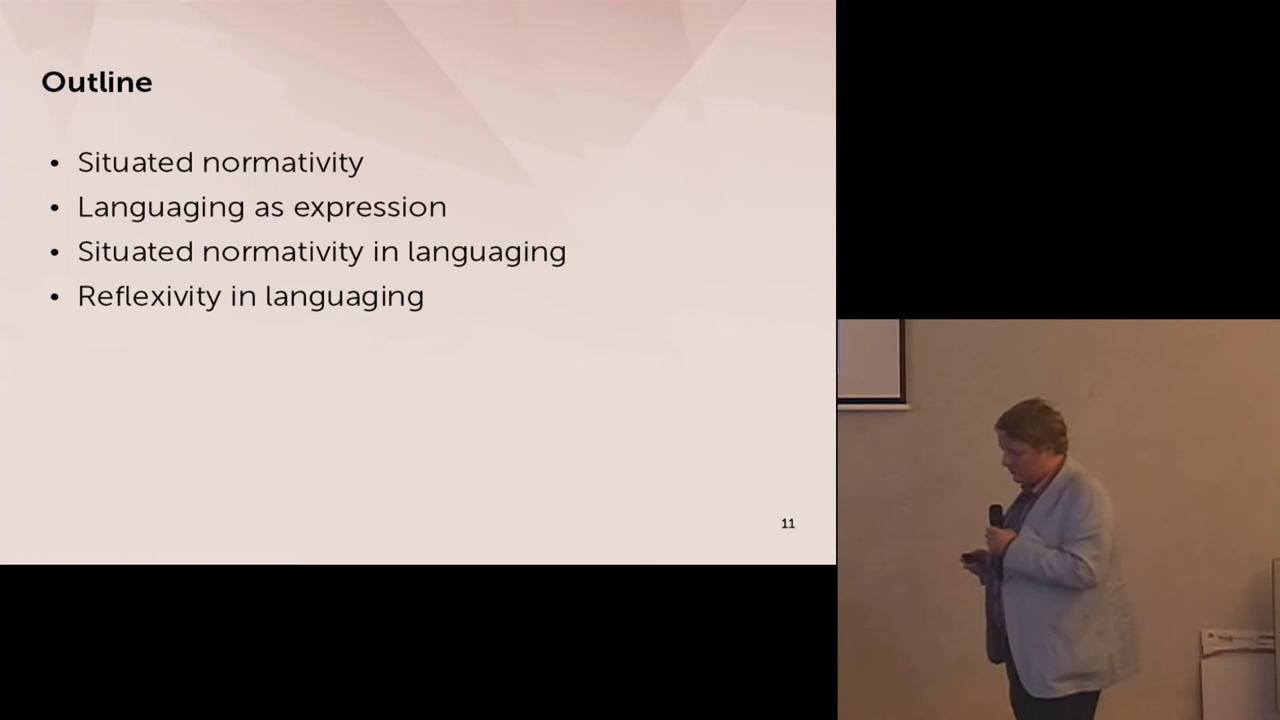 Outline
• Situated normativity
• Languaging as expression
• Situated normativity in languaging
• Reflexivity in languaging
11